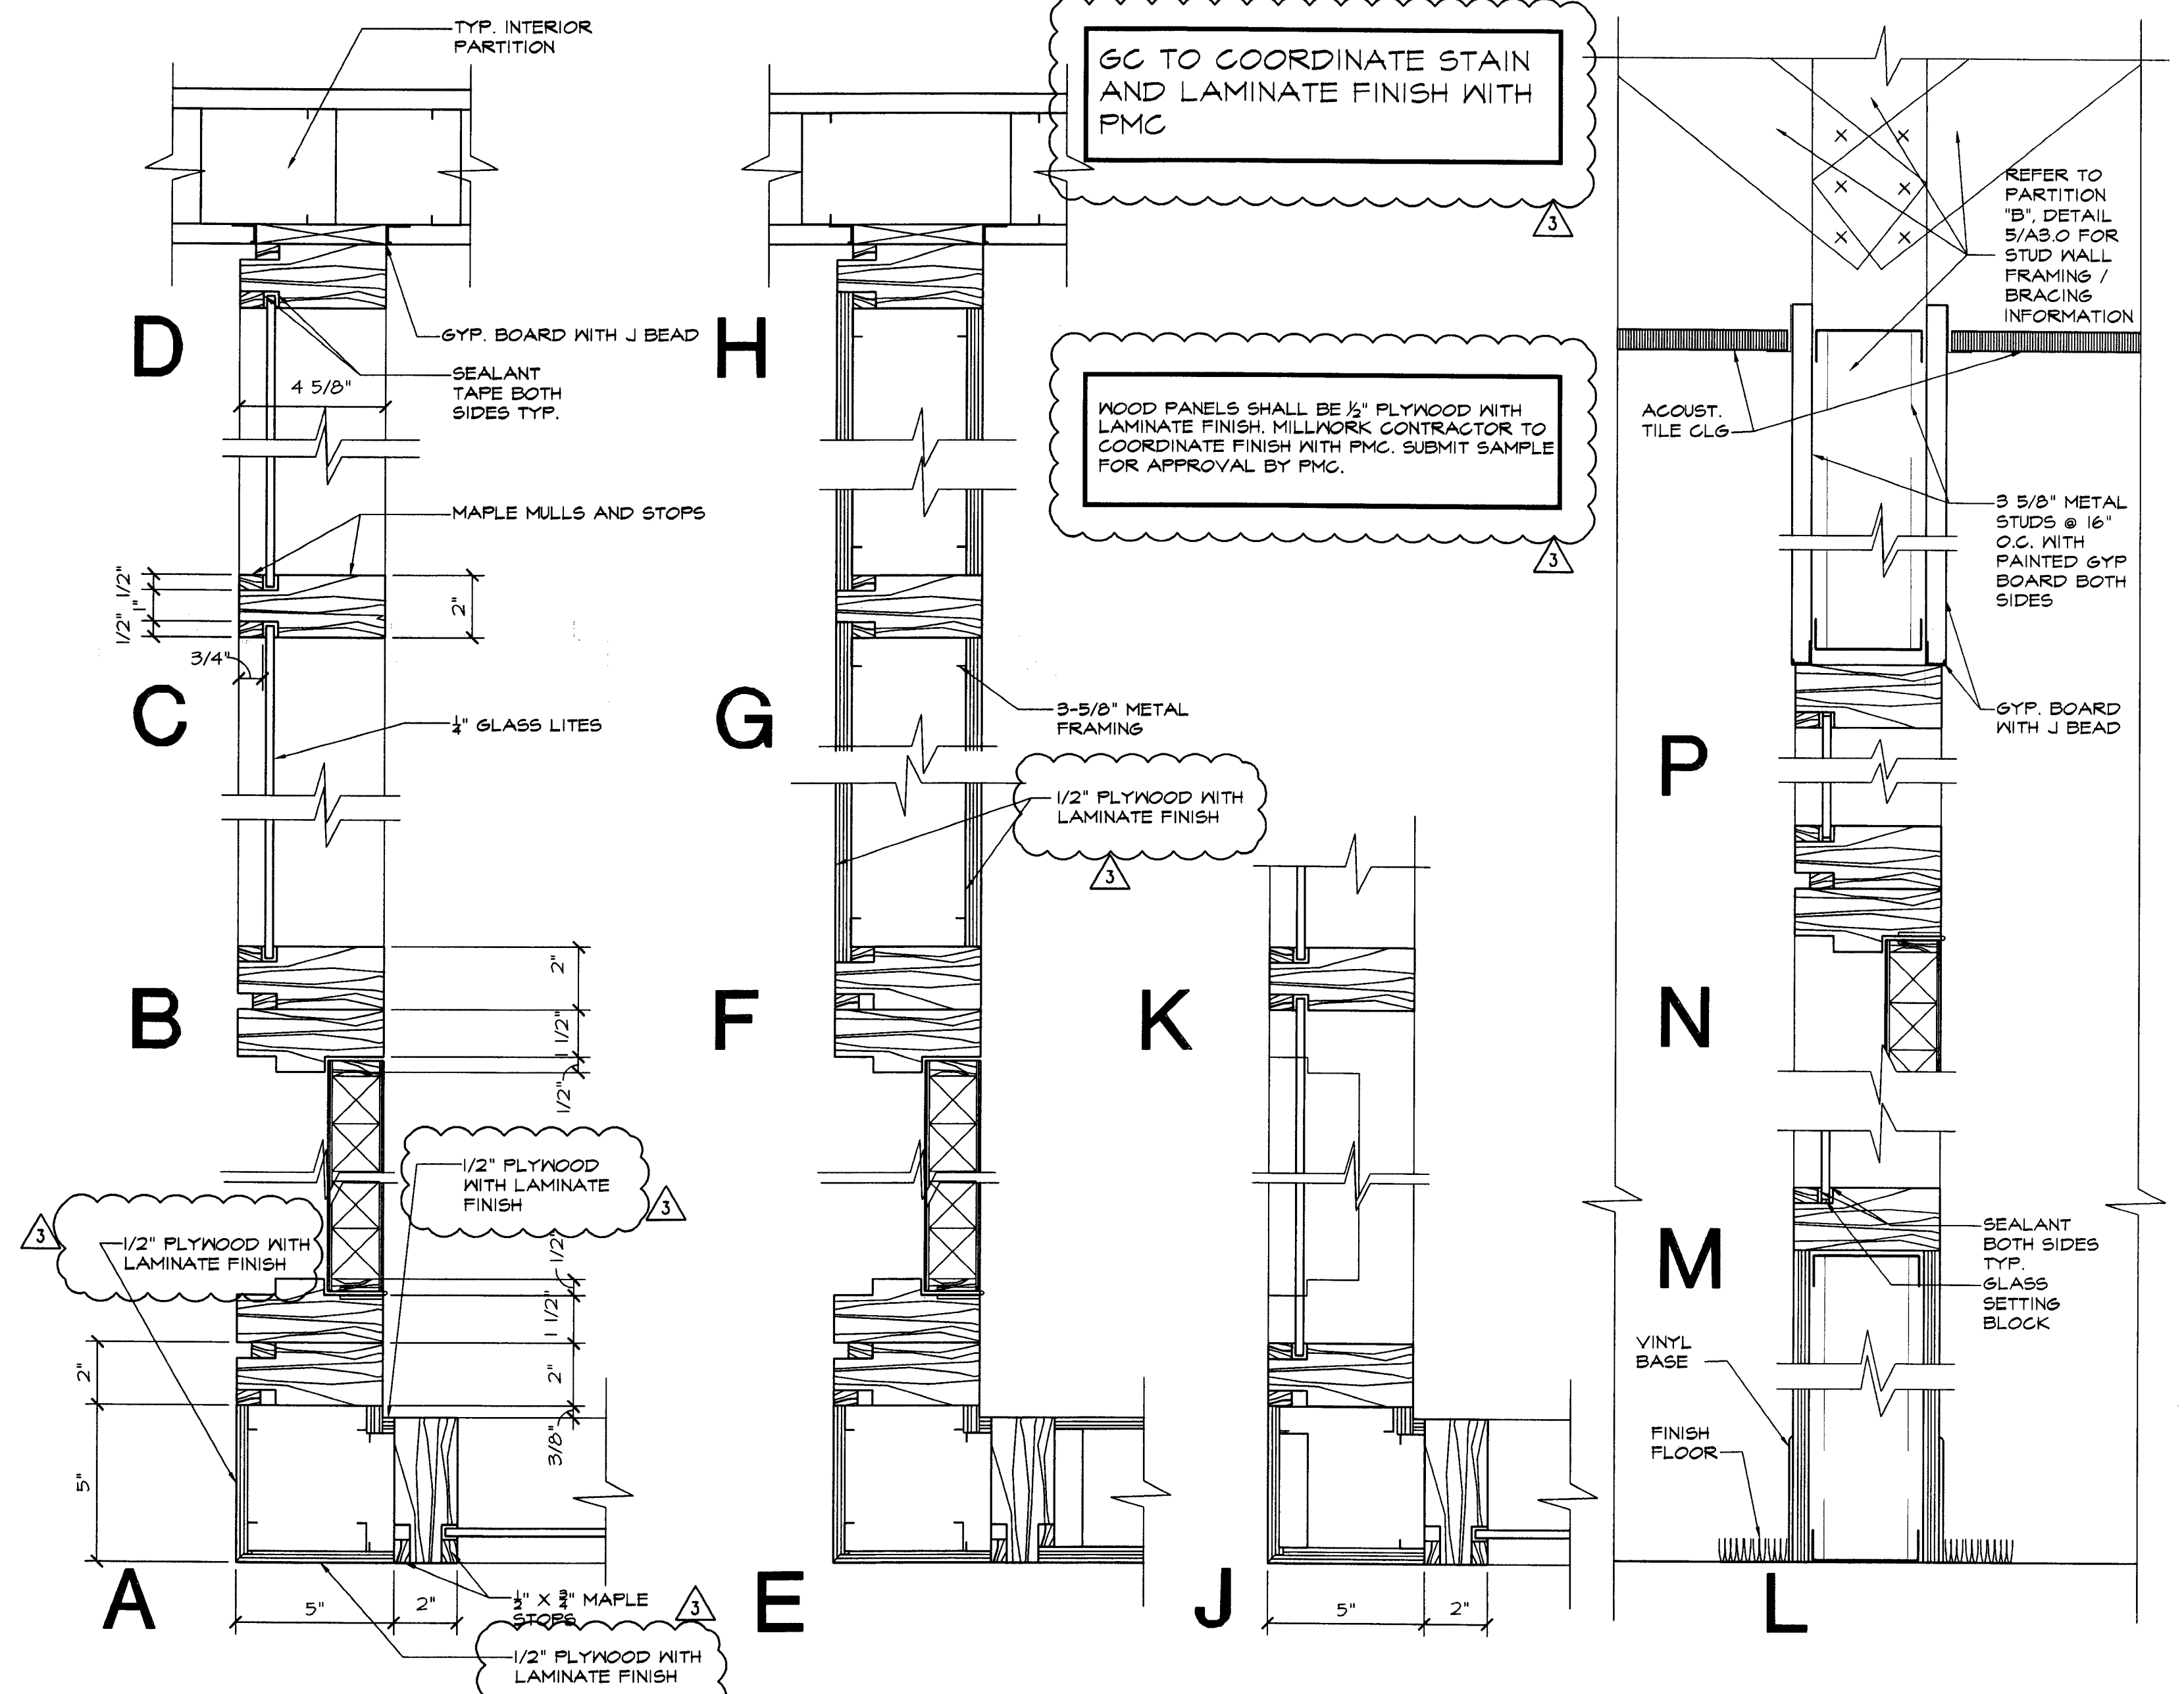 TYP. INTERIOR
PARTITION
GC TO COORDINATE STAIN
AND LAMINATE FINISH WITH
PMC
3
REFER TO
PARTITION
"B", DETAIL
5/A3.0 FOR
STUD WALL
FRAMING /
BRACING
INFORMATION
D
GYP. BOARD WITH J BEAD
H
SEALANT
TAPE BOTH
SIDES TYP.
4 5/8"
WOOD PANELS SHALL BE ½" PLYWOOD WITH
LAMINATE FINISH. MILLWORK CONTRACTOR TO
COORDINATE FINISH WITH PMC. SUBMIT SAMPLE
FOR APPROVAL BY PMC.
3
ACOUST.
TILE CLG
MAPLE MULLS AND STOPS
3 5/8" METAL
STUDS @ 16"
O.C. WITH
PAINTED GYP
BOARD BOTH
SIDES
1/2"
1"
1/2"
2"
3/4"
C
¼" GLASS LITES
G
3-5/8" METAL
FRAMING
GYP. BOARD
WITH J BEAD
P
1/2" PLYWOOD WITH
LAMINATE FINISH
3
B
2"
1 1/2"
1/2"
F
K
N
1/2" PLYWOOD
WITH LAMINATE
FINISH
3
3
1/2" PLYWOOD WITH
LAMINATE FINISH
1/2"
1 1/2"
2"
3/8"
2"
5"
M
SEALANT
BOTH SIDES
TYP.
GLASS
SETTING
BLOCK
VINYL
BASE
FINISH
FLOOR
A
5"
2"
½" X ¾" MAPLE
STOPS
3
1/2" PLYWOOD WITH
LAMINATE FINISH
E
J
5"
2"
L